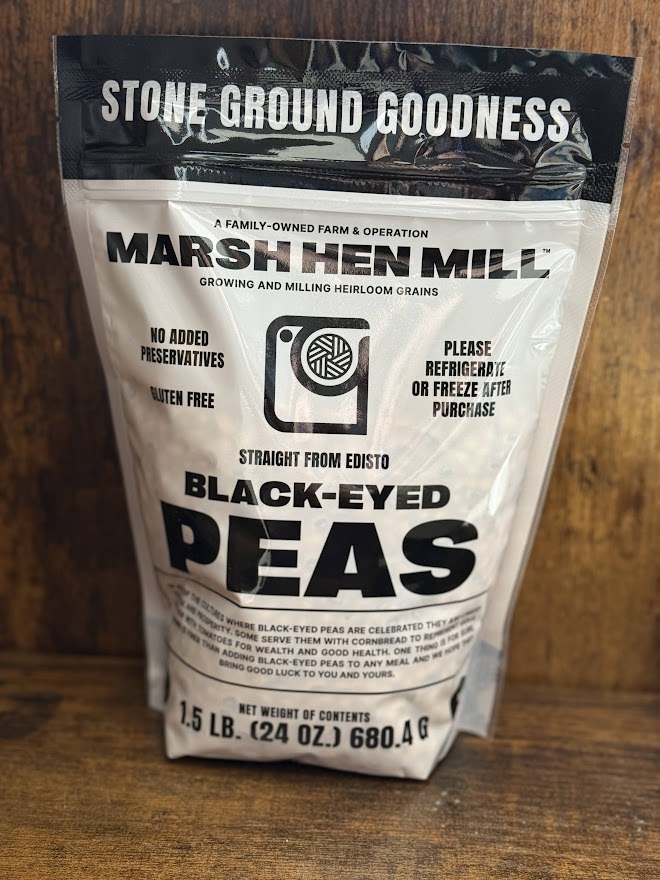 STONE GROUND GOODNESS
A FAMILY-OWNED FARM & OPERATION
MARSH HEN MILL™
GROWING AND MILLING HEIRLOOM GRAINS
NO ADDED
PRESERVATIVES
GLUTEN FREE
PLEASE
REFRIGERATE
OR FREEZE AFTER
PURCHASE
STRAIGHT FROM EDISTO
BLACK-EYED
PEAS
CULTURES WHERE BLACK-EYED PEAS ARE CELEBRATED THEY
AND PROSPERITY. SOME SERVE THEM WITH CORNBREAD TO REPRESENT
WITH TOMATOES FOR WEALTH AND GOOD HEALTH. ONE THING IS FOR SURE,
THAN ADDING BLACK-EYED PEAS TO ANY MEAL AND WE HOPE
BRING GOOD LUCK TO YOU AND YOURS.
NET WEIGHT OF CONTENTS
1.5 LB. (24 OZ.) 680.4 G